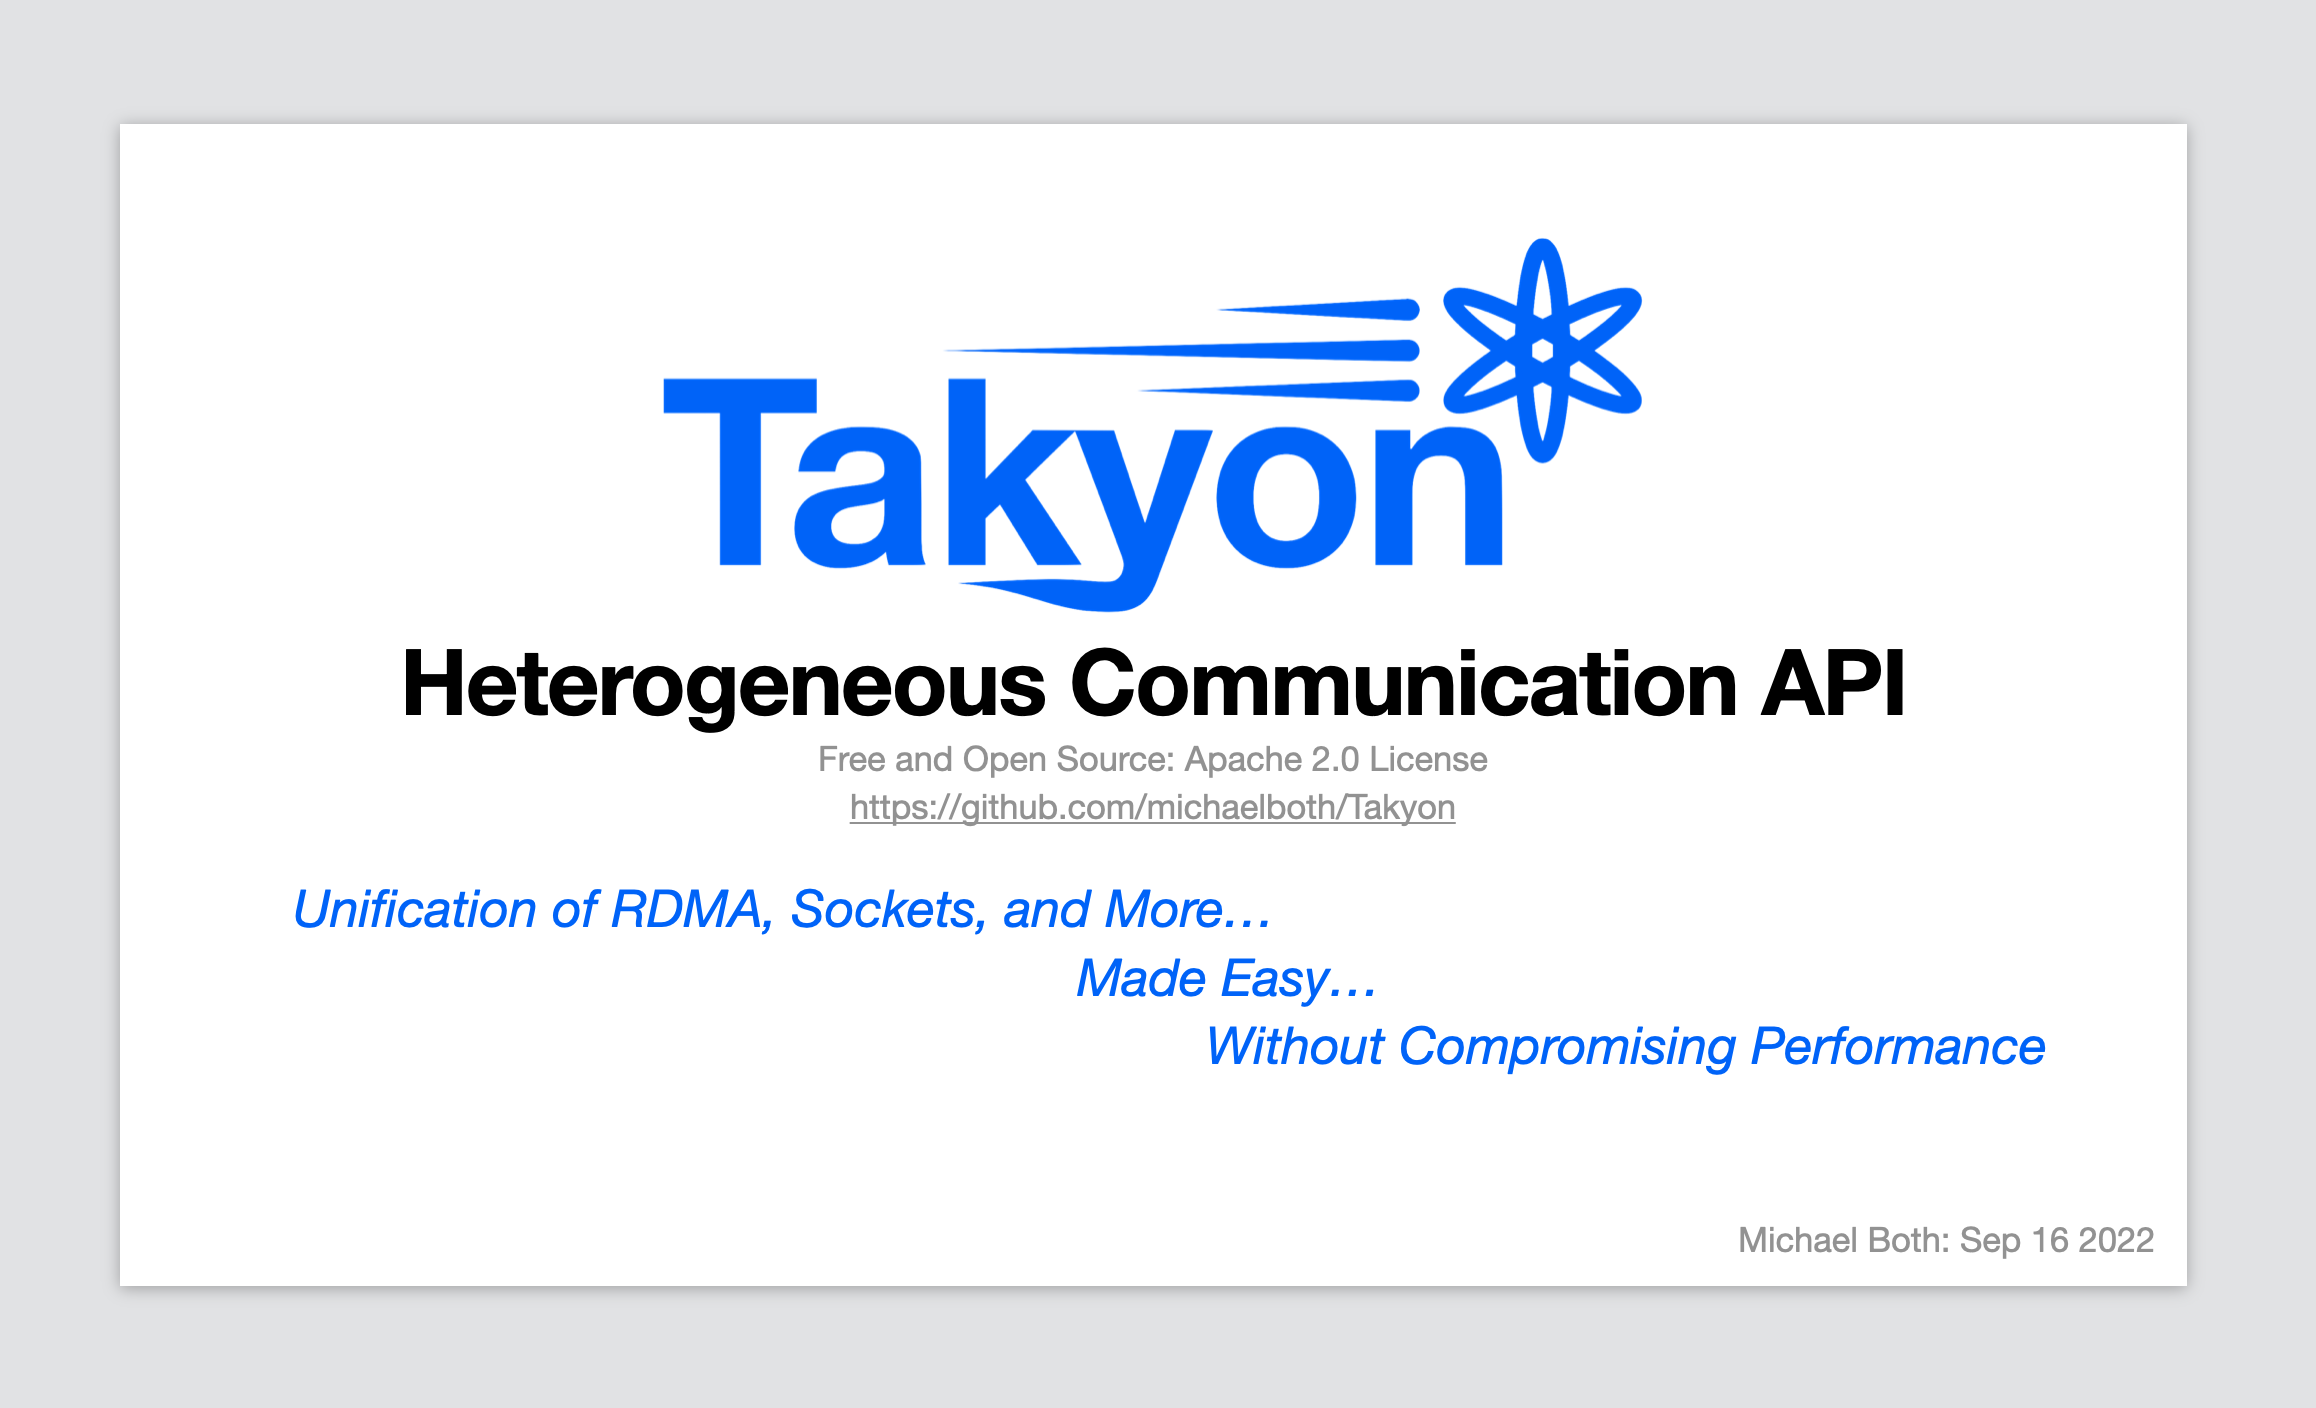 Takyon
Heterogeneous Communication API
Free and Open Source: Apache 2.0 License
https://github.com/michaelboth/Takyon
Unification of RDMA, Sockets, and More…
Made Easy…
Without Compromising Performance
Michael Both: Sep 16 2022